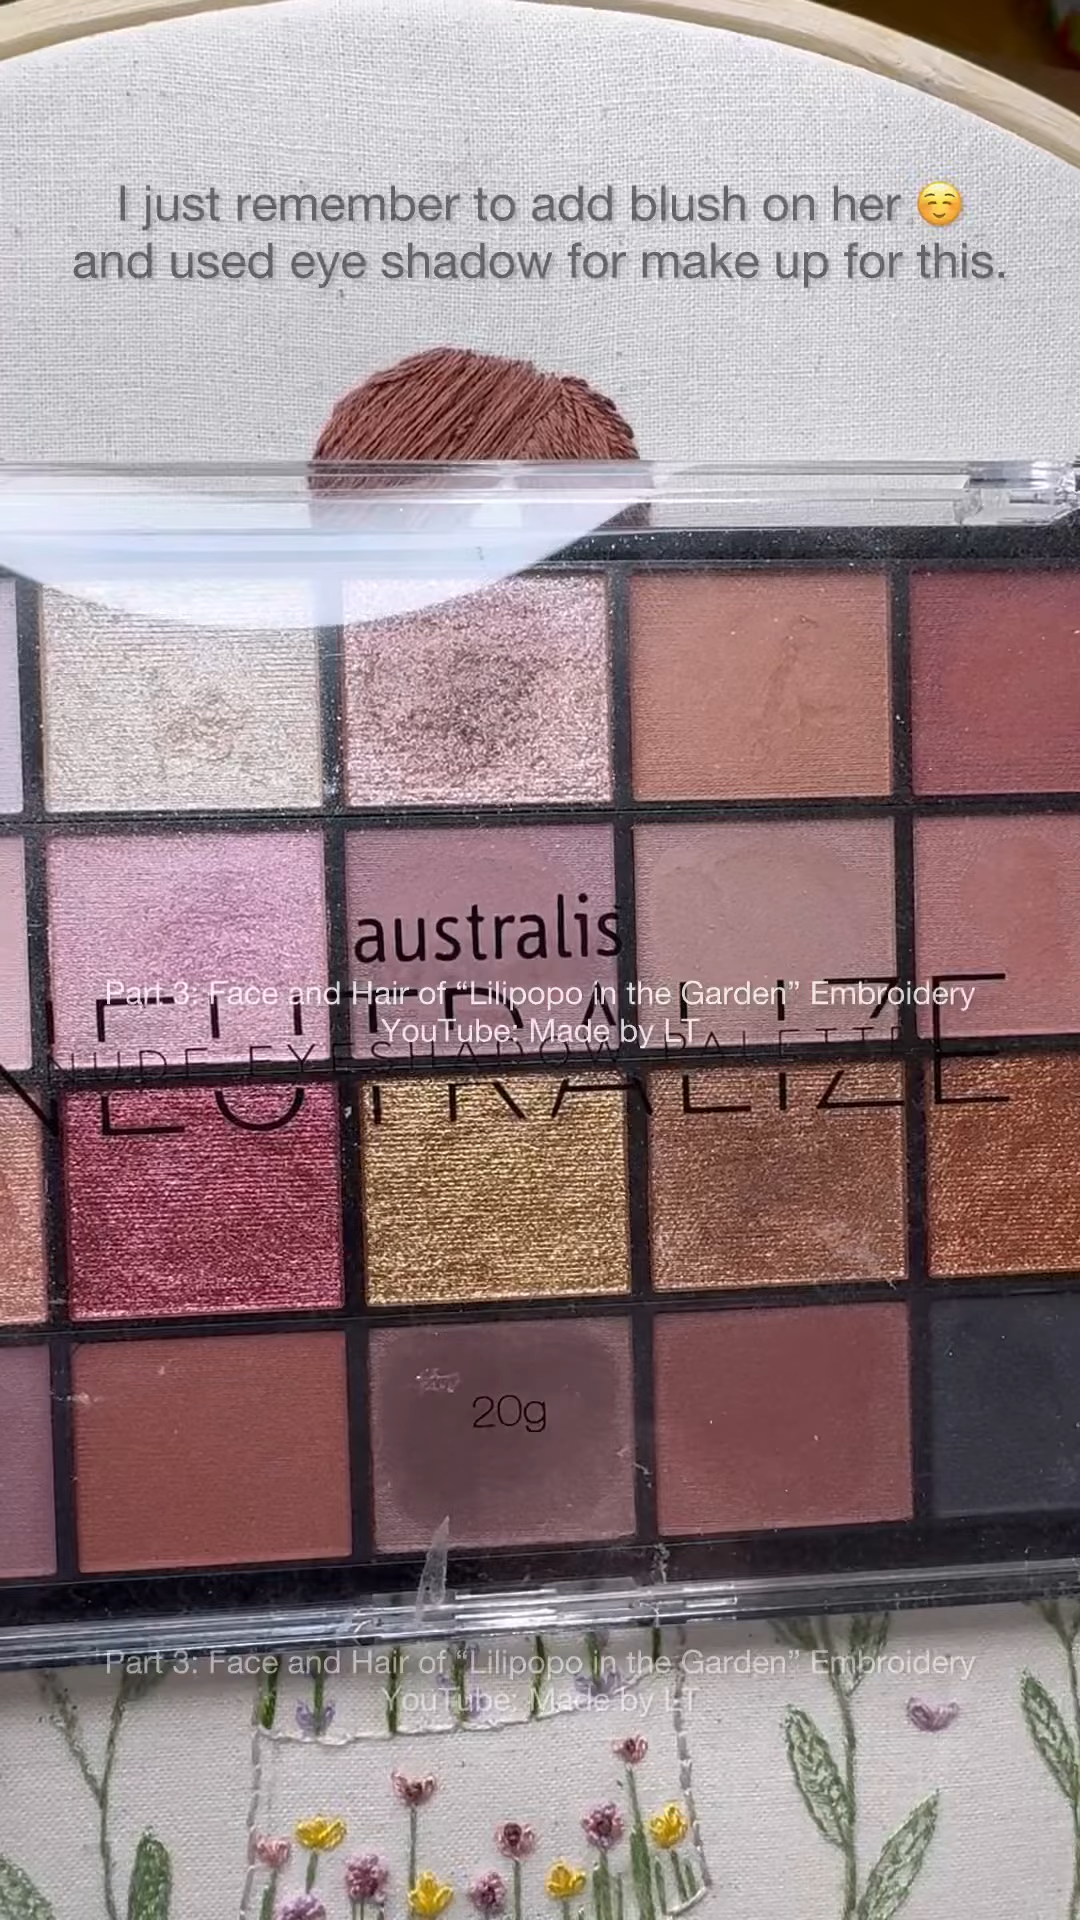 I just remember to add blush on her ☺️
and used eye shadow for make up for this.
australis
Part 3: Face and Hair of “Lilipopo in the Garden” Embroidery
YouTube: Made by LT
NEUTRALIZE
NUDE EYESHADOW PALETTE
20g
Part 3: Face and Hair of “Lilipopo in the Garden” Embroidery
YouTube: Made by LT